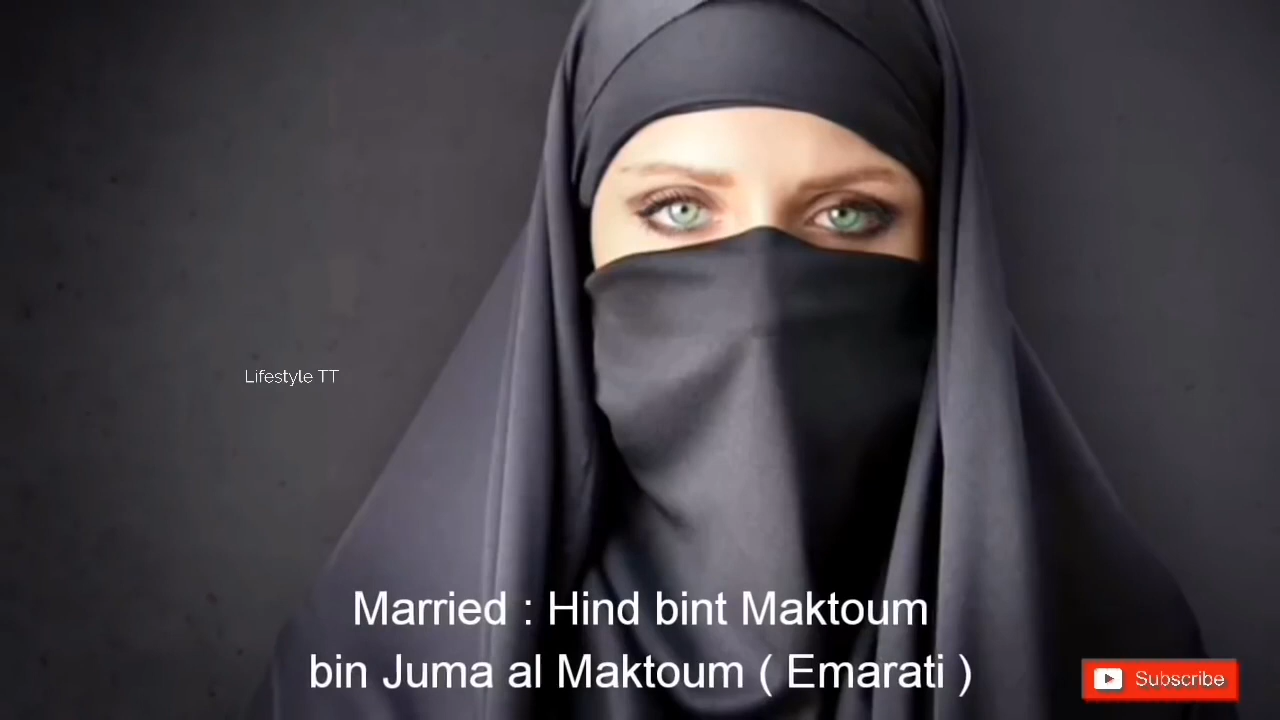 Lifestyle TT
Married : Hind bint Maktoum
bin Juma al Maktoum ( Emarati )
Subscribe